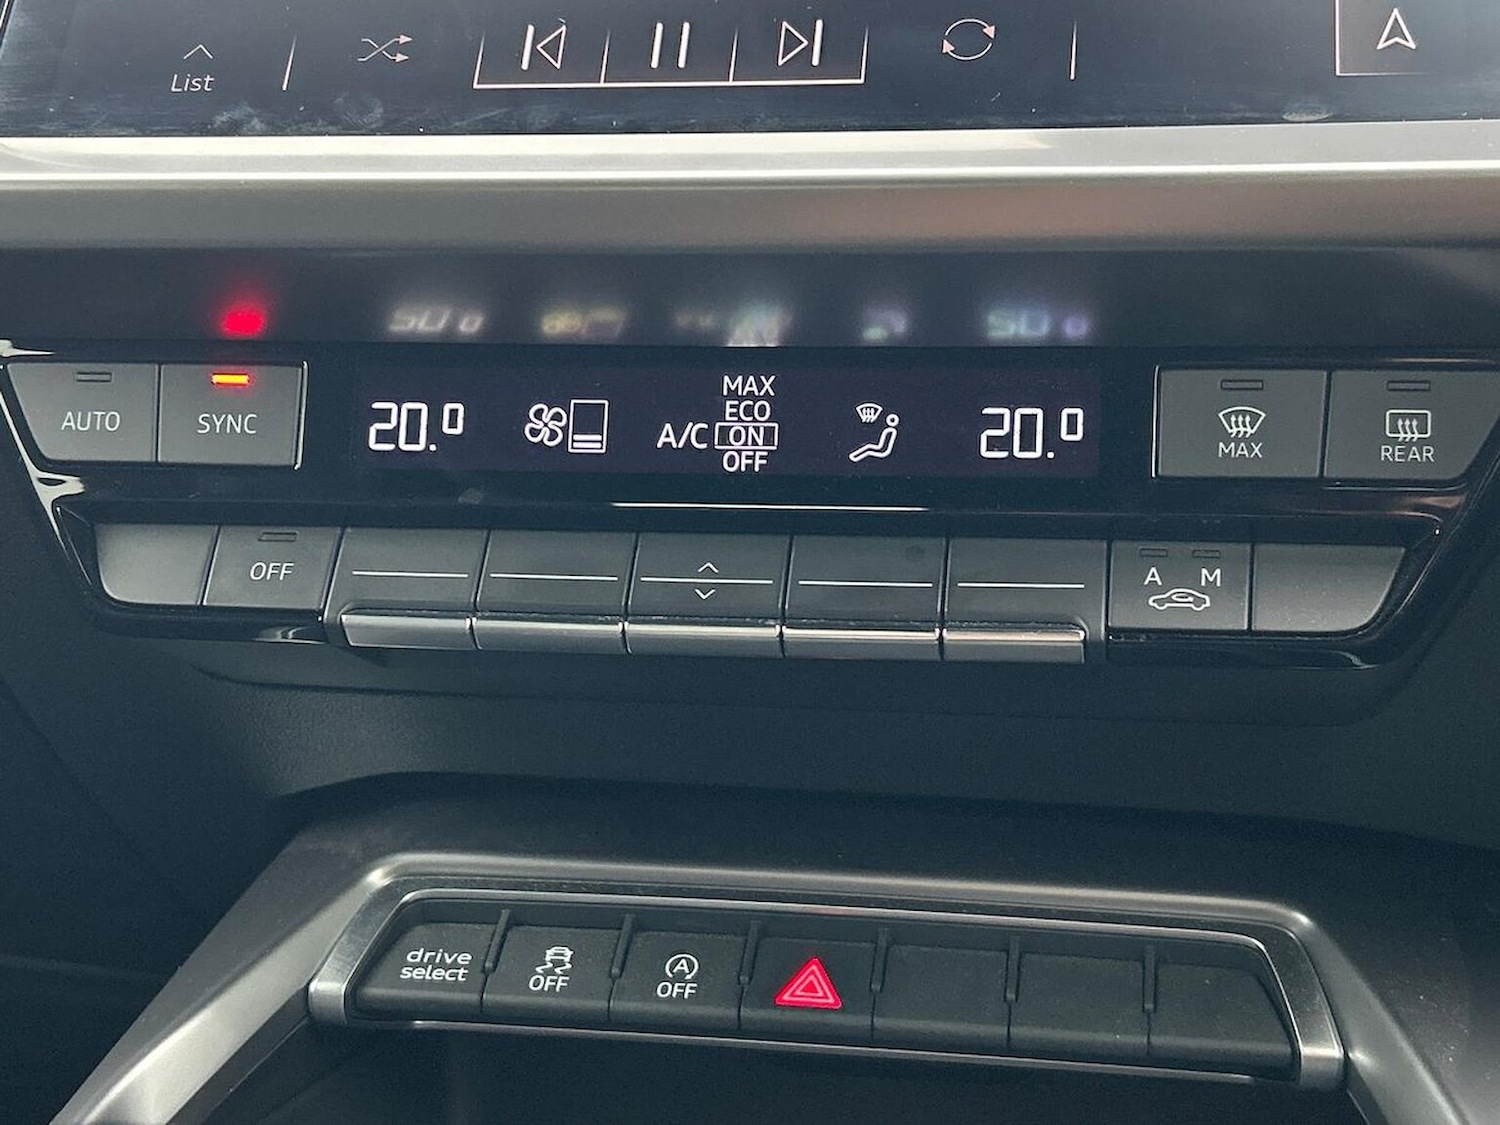 List
AUTO
SYNC
20.0
A/C
MAX
ECO
ON
OFF
20.0
MAX
REAR
OFF
A M
drive
select
OFF
A
OFF